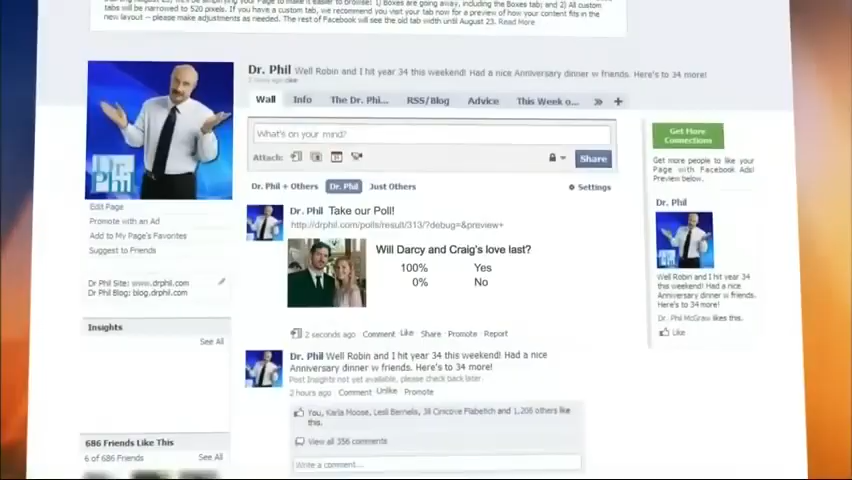 tabs will be narrowed to 520 pixels. If you have a custom tab, we recommend you visit your tab now for a preview of how your content fits in the
new layout -- please make adjustments as needed. The rest of Facebook will see the old tab width until August 23. Read More
Dr. Phil Well Robin and I hit year 34 this weekend! Had a nice Anniversary dinner w friends. Here's to 34 more!
Wall Info The Dr. Phi... RSS/Blog Advice This Week o... » +
What's on your mind?
Attach:
Share
Dr. Phil + Others Dr. Phil Just Others
Settings
Dr. Phil Take our Poll!
http://drphil.com/polls/result/313/?debug=&preview+
Will Darcy and Craig's love last?
100% Yes
0% No
2 seconds ago Comment Like Share Promote Report
Dr. Phil Well Robin and I hit year 34 this weekend! Had a nice
Anniversary dinner w friends. Here's to 34 more!
Post Insights not yet available, please check back later.
2 hours ago Comment Unlike Promote
You, Karla Moose, and 1,206 others like
this.
View all 356 comments
Write a comment...
Dr.
Phil
Edit Page
Promote with an Ad
Add to My Page's Favorites
Suggest to Friends
Dr Phil Site: www.drphil.com
Dr Phil Blog: blog.drphil.com
Insights
See All
686 Friends Like This
6 of 686 Friends See All
Get More
Connections
Get more people to like your
Page with Facebook Ads!
Preview below.
Dr. Phil
Well Robin and I hit year 34
this weekend! Had a nice
Anniversary dinner w friends.
Here's to 34 more!
Dr. Phil McGraw likes this.
Like